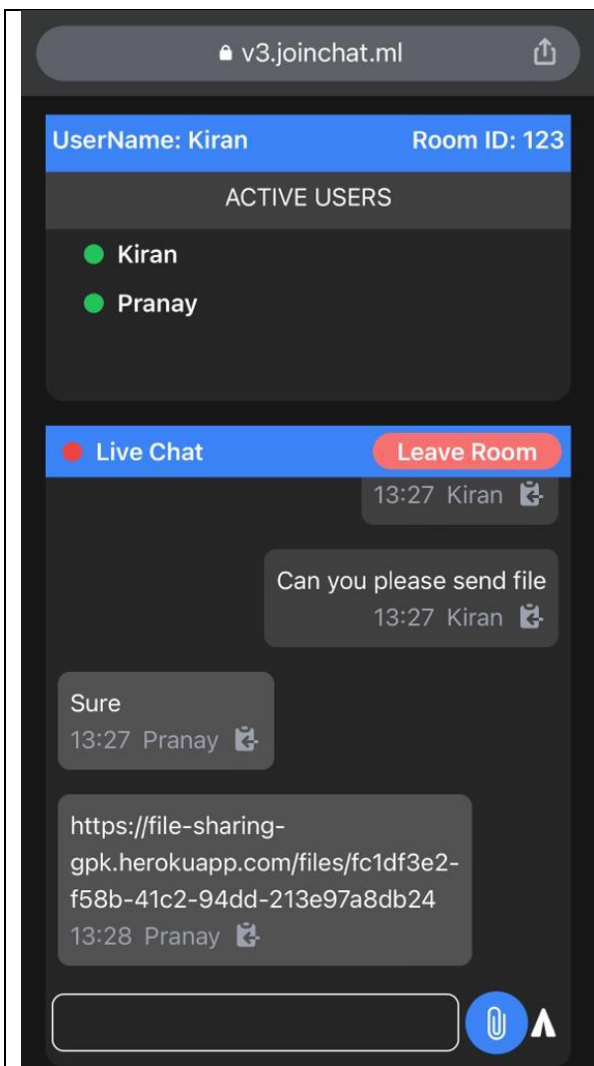 v3.joinchat.ml
UserName: Kiran Room ID: 123
ACTIVE USERS
Kiran
Pranay
Live Chat Leave Room
13:27 Kiran
Can you please send file
13:27 Kiran
Sure
13:27 Pranay
https://file-sharing-
gpk.herokuapp.com/files/fc1df3e2-
f58b-41c2-94dd-213e97a8db24
13:28 Pranay